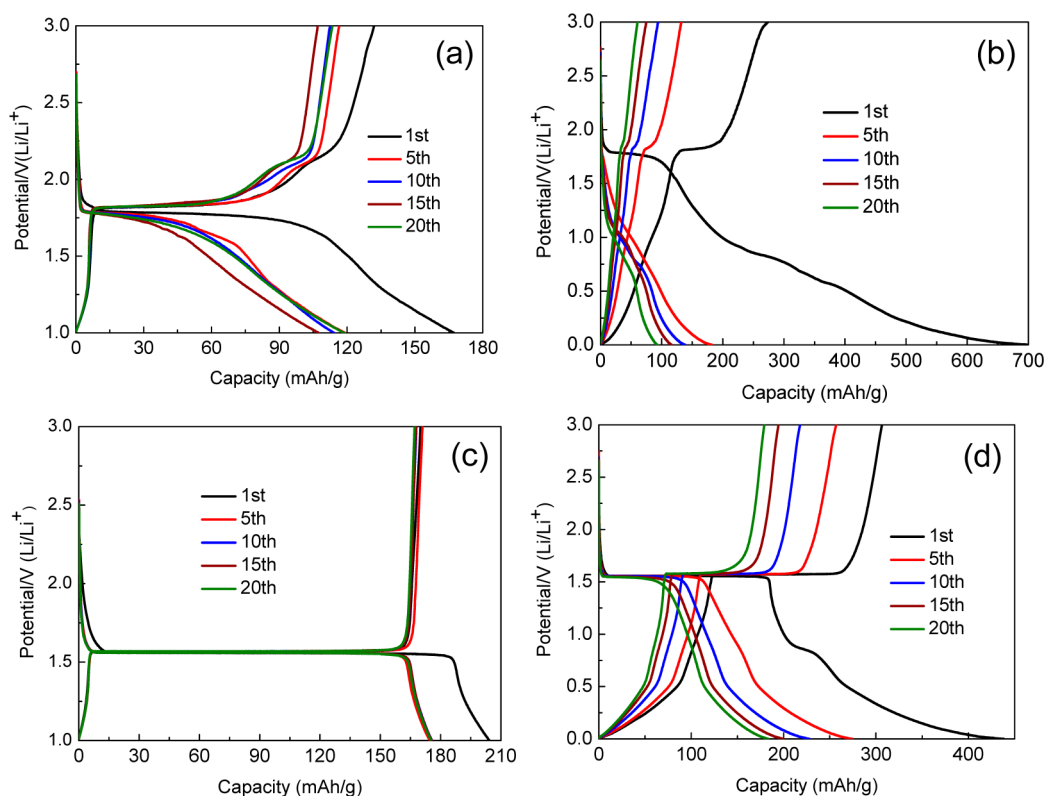 (a)
3.0
2.5
2.0
1.5
1.0
Potential/V(Li/Li⁺)
1st
5th
10th
15th
20th
0 30 60 90 120 150 180
Capacity (mAh/g)
(b)
3.0
2.5
2.0
1.5
1.0
0.5
0.0
Potential/V(Li/Li⁺)
1st
5th
10th
15th
20th
0 100 200 300 400 500 600 700
Capacity (mAh/g)
(c)
3.0
2.5
2.0
1.5
1.0
Potential/V (Li/Li⁺)
1st
5th
10th
15th
20th
0 30 60 90 120 150 180 210
Capacity (mAh/g)
(d)
3.0
2.5
2.0
1.5
1.0
0.5
0.0
Potential/V (Li/Li⁺)
1st
5th
10th
15th
20th
0 100 200 300 400
Capacity (mAh/g)